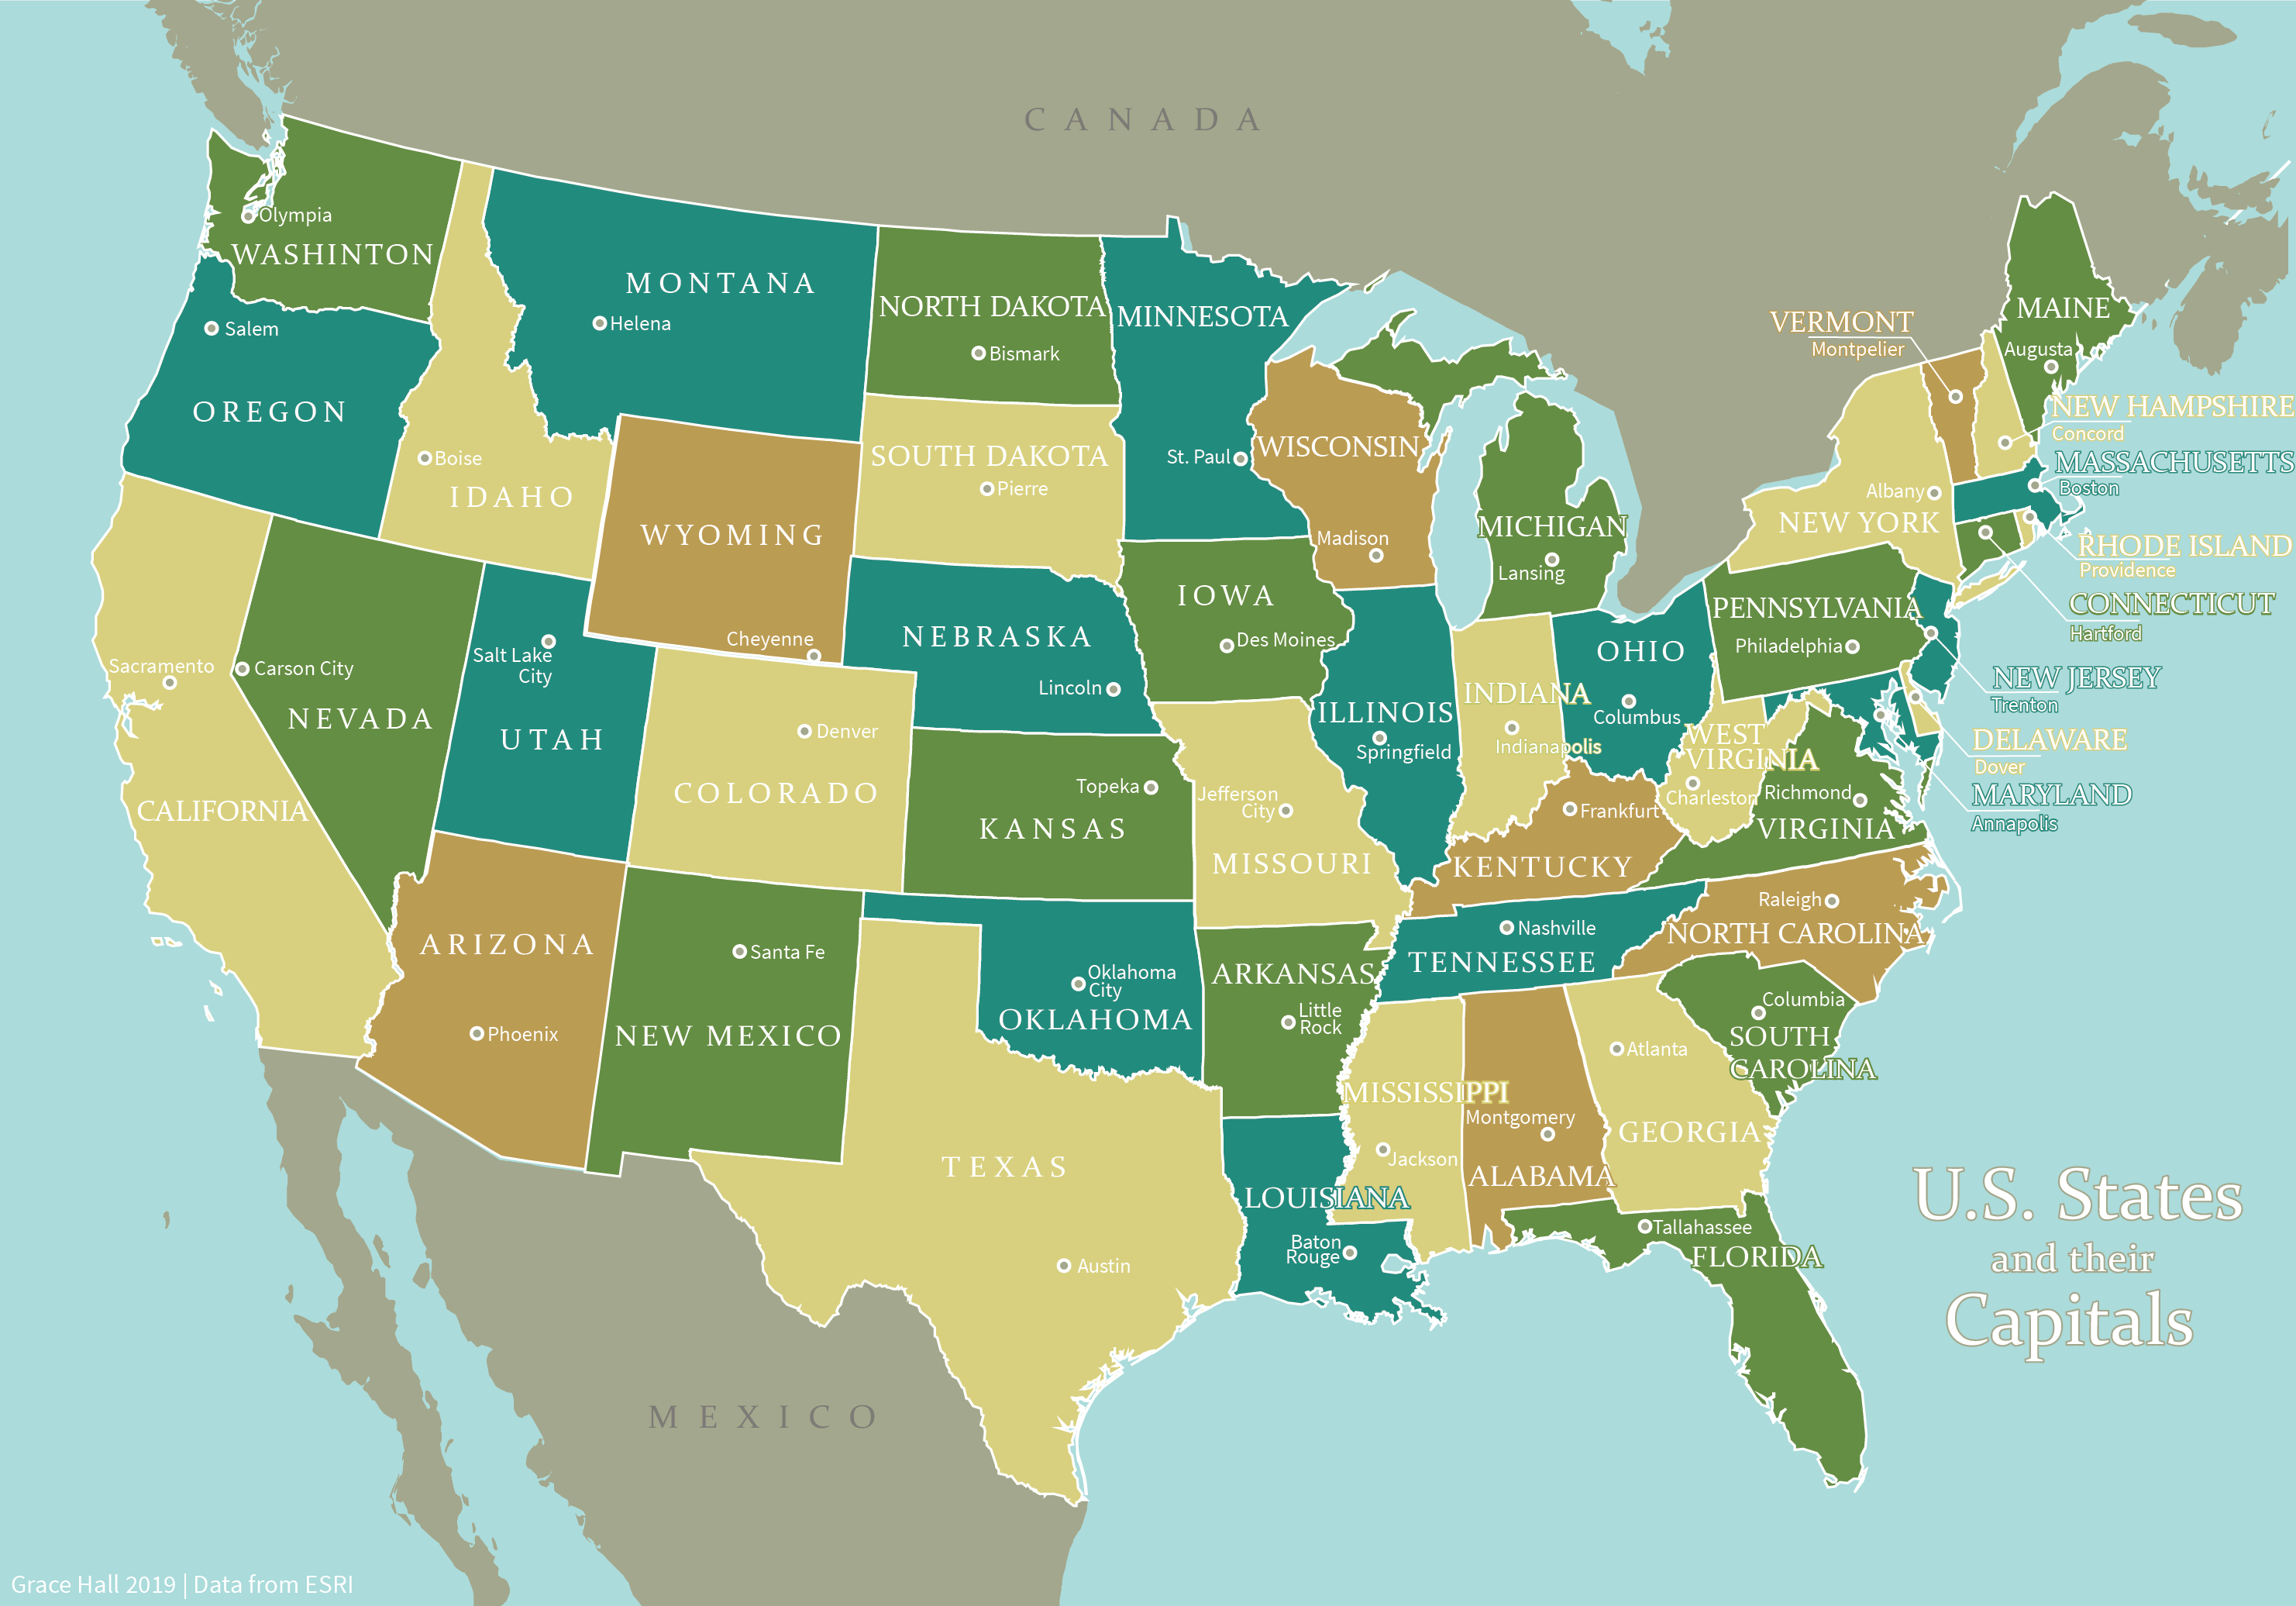 CANADA
Olympia
WASHINTON
MONTANA
Helena
NORTH DAKOTA
Bismark
MINNESOTA
St. Paul
Salem
OREGON
Boise
IDAHO
WYOMING
Cheyenne
SOUTH DAKOTA
Pierre
WISCONSIN
Madison
MICHIGAN
Lansing
VERMONT
Montpelier
MAINE
Augusta
NEW HAMPSHIRE
Concord
MASSACHUSETTS
Boston
Albany
NEW YORK
RHODE ISLAND
Providence
CONNECTICUT
Hartford
PENNSYLVANIA
Philadelphia
NEW JERSEY
Trenton
DELAWARE
Dover
MARYLAND
Annapolis
Sacramento
CALIFORNIA
Carson City
NEVADA
Salt Lake
City
UTAH
Denver
COLORADO
NEBRASKA
Lincoln
IOWA
Des Moines
ILLINOIS
Springfield
INDIANA
Indianapolis
OHIO
Columbus
WEST
VIRGINIA
Charleston
Richmond
VIRGINIA
Topeka
KANSAS
Jefferson
City
MISSOURI
Frankfurt
KENTUCKY
Raleigh
NORTH CAROLINA
Nashville
TENNESSEE
ARIZONA
Phoenix
Santa Fe
NEW MEXICO
Oklahoma
City
OKLAHOMA
ARKANSAS
Little
Rock
Columbia
SOUTH
CAROLINA
Atlanta
GEORGIA
MISSISSIPPI
Jackson
Montgomery
ALABAMA
TEXAS
Austin
LOUISIANA
Baton
Rouge
Tallahassee
FLORIDA
U.S. States
and their
Capitals
MEXICO
Grace Hall 2019 | Data from ESRI